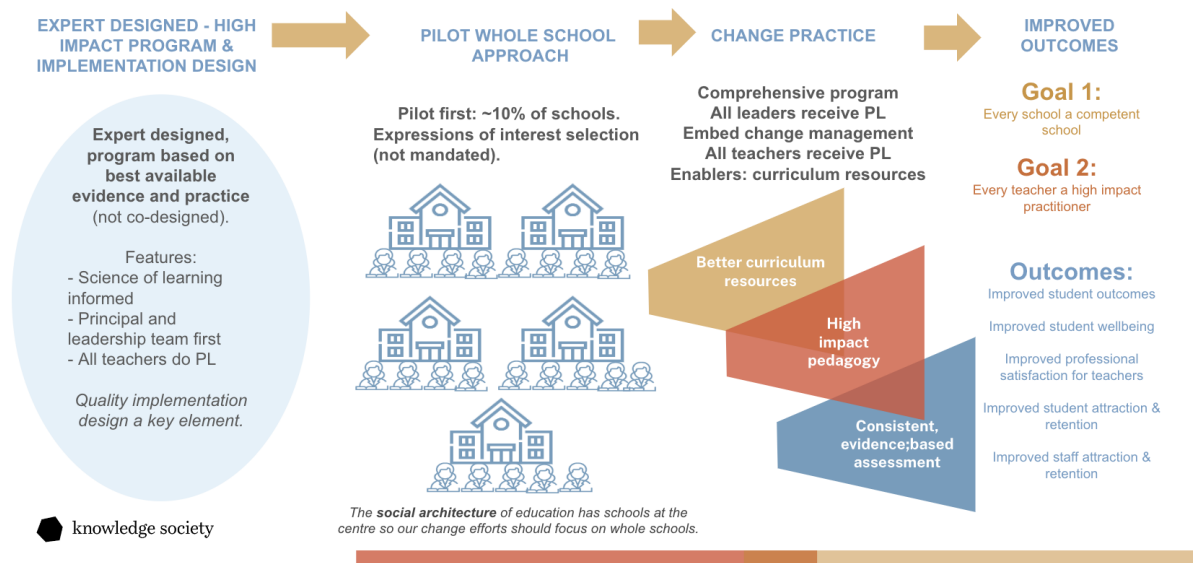 EXPERT DESIGNED - HIGH
IMPACT PROGRAM &
IMPLEMENTATION DESIGN
Expert designed,
program based on
best available
evidence and practice
(not co-designed).
Features:
- Science of learning
informed
- Principal and
leadership team first
- All teachers do PL
Quality implementation
design a key element.
knowledge society
PILOT WHOLE SCHOOL
APPROACH
Pilot first: ~10% of schools.
Expressions of interest selection
(not mandated).
The social architecture of education has schools at the
centre so our change efforts should focus on whole schools.
CHANGE PRACTICE
Comprehensive program
All leaders receive PL
Embed change management
All teachers receive PL
Enablers: curriculum resources
Better curriculum
resources
High
impact
pedagogy
Consistent,
evidence;based
assessment
IMPROVED
OUTCOMES
Goal 1:
Every school a competent
school
Goal 2:
Every teacher a high impact
practitioner
Outcomes:
Improved student outcomes
Improved student wellbeing
Improved professional
satisfaction for teachers
Improved student attraction &
retention
Improved staff attraction &
retention